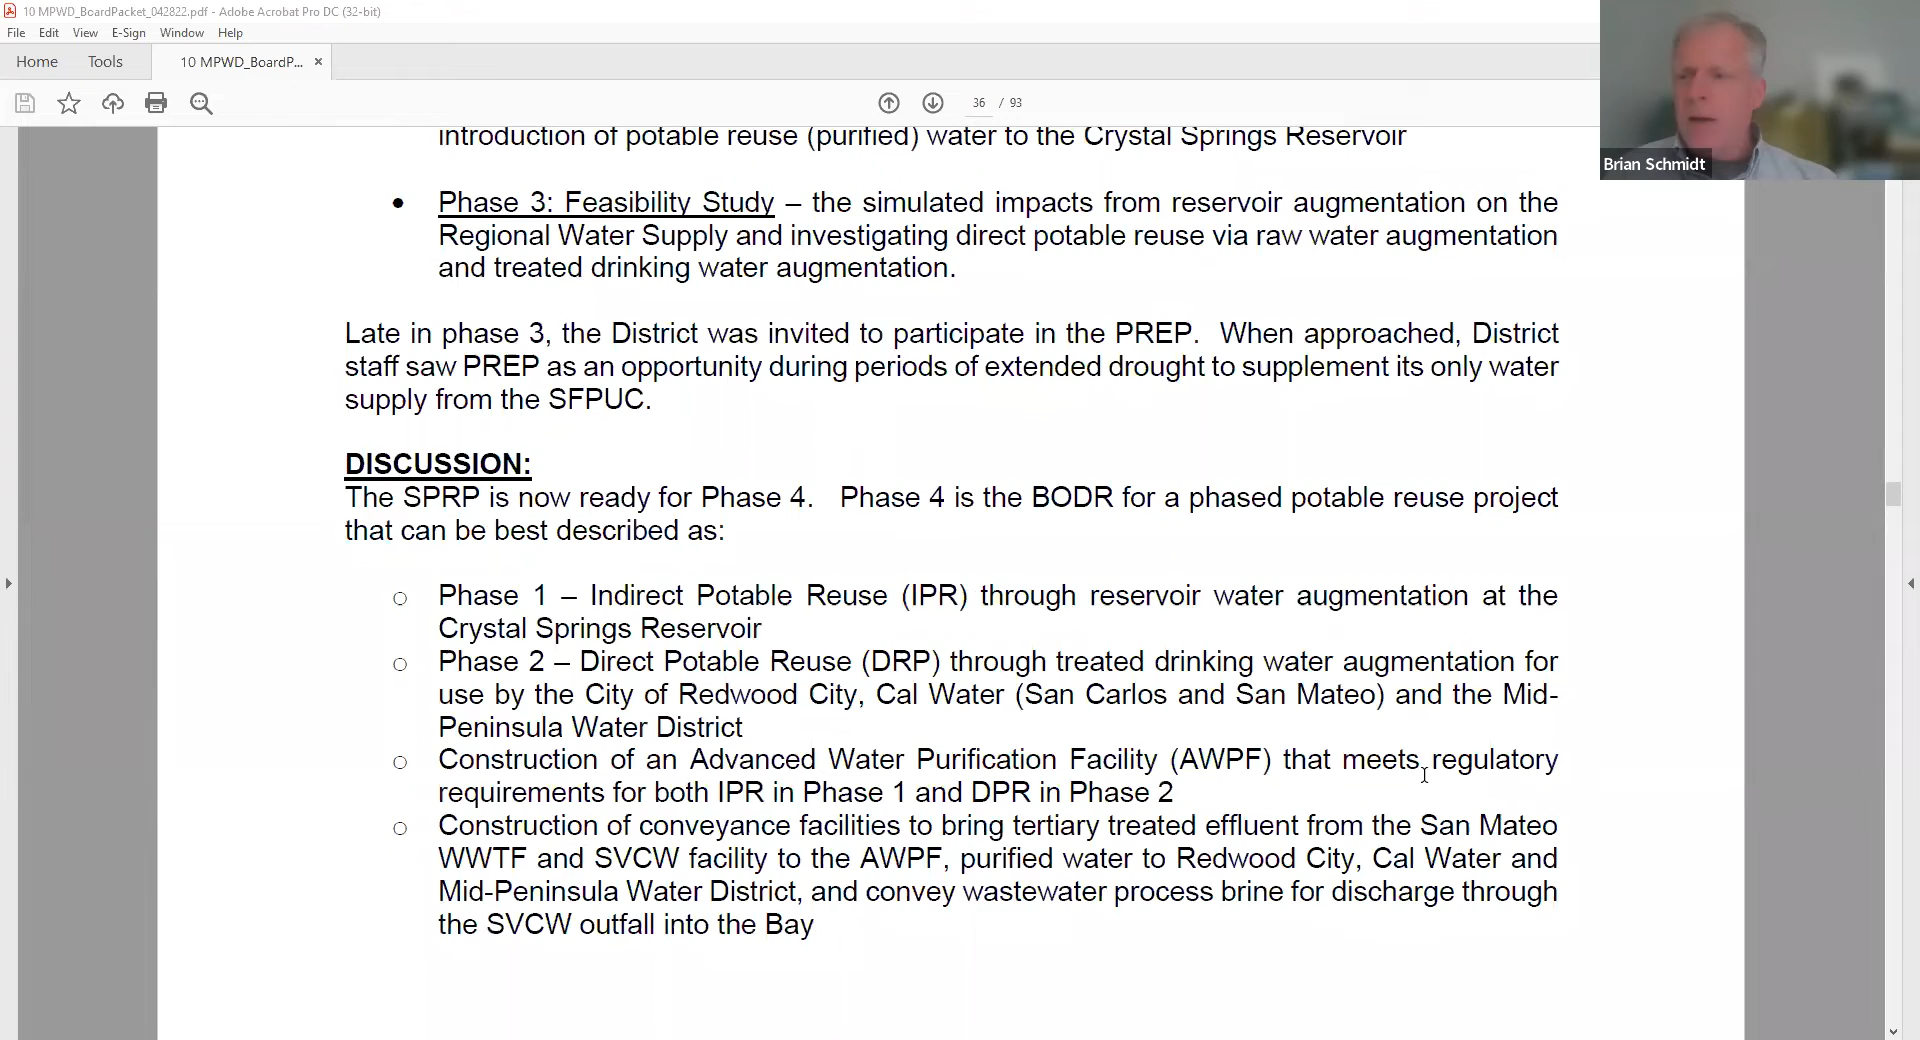 10 MPWD_BoardPacket_042822.pdf - Adobe Acrobat Pro DC (32-bit)
File Edit View E-Sign Window Help
Home Tools 10 MPWD_BoardP... ×
36 / 93
introduction of potable reuse (purified) water to the Crystal Springs Reservoir
• Phase 3: Feasibility Study – the simulated impacts from reservoir augmentation on the
Regional Water Supply and investigating direct potable reuse via raw water augmentation
and treated drinking water augmentation.
Late in phase 3, the District was invited to participate in the PREP. When approached, District
staff saw PREP as an opportunity during periods of extended drought to supplement its only water
supply from the SFPUC.
DISCUSSION:
The SPRP is now ready for Phase 4. Phase 4 is the BODR for a phased potable reuse project
that can be best described as:
o Phase 1 – Indirect Potable Reuse (IPR) through reservoir water augmentation at the
Crystal Springs Reservoir
o Phase 2 – Direct Potable Reuse (DRP) through treated drinking water augmentation for
use by the City of Redwood City, Cal Water (San Carlos and San Mateo) and the Mid-
Peninsula Water District
o Construction of an Advanced Water Purification Facility (AWPF) that meets regulatory
requirements for both IPR in Phase 1 and DPR in Phase 2
o Construction of conveyance facilities to bring tertiary treated effluent from the San Mateo
WWTF and SVCW facility to the AWPF, purified water to Redwood City, Cal Water and
Mid-Peninsula Water District, and convey wastewater process brine for discharge through
the SVCW outfall into the Bay
Brian Schmidt